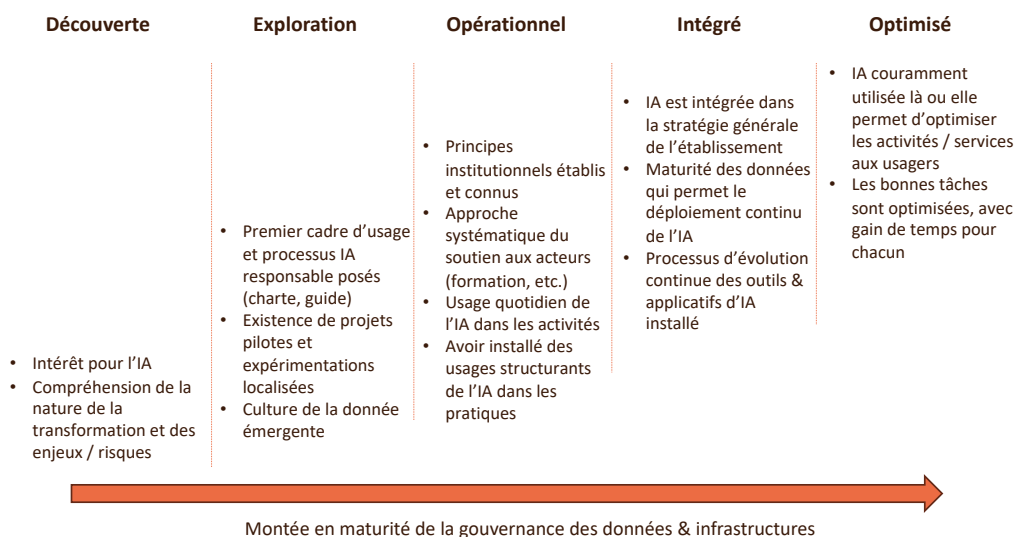 Découverte
Exploration
Opérationnel
Intégré
Optimisé
• Intérêt pour l’IA
• Compréhension de la
nature de la
transformation et des
enjeux / risques
• Premier cadre d’usage
et processus IA
responsable posés
(charte, guide)
• Existence de projets
pilotes et
expérimentations
localisées
• Culture de la donnée
émergente
• Principes
institutionnels établis
et connus
• Approche
systématique du
soutien aux acteurs
(formation, etc.)
• Usage quotidien de
l’IA dans les activités
• Avoir installé des
usages structurants
de l’IA dans les
pratiques
• IA est intégrée dans
la stratégie générale
de l’établissement
• Maturité des données
qui permet le
déploiement continu
de l’IA
• Processus d’évolution
continue des outils &
applicatifs d’IA
installé
• IA couramment
utilisée là ou elle
permet d’optimiser
les activités / services
aux usagers
• Les bonnes tâches
sont optimisées, avec
gain de temps pour
chacun
Montée en maturité de la gouvernance des données & infrastructures